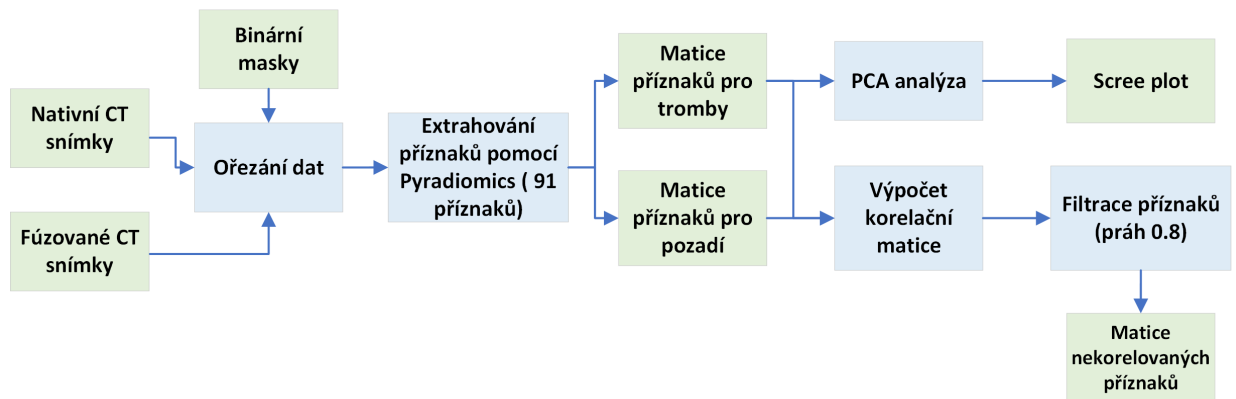 Binární
masky
Nativní CT
snímky
Ořezání dat
Fúzované CT
snímky
Extrahování
příznaků pomocí
Pyradiomics ( 91
příznaků)
Matice
příznaků pro
tromby
Matice
příznaků pro
pozadí
PCA analýza
Scree plot
Výpočet
korelační
matice
Filtrace příznaků
(práh 0.8)
Matice
nekorelovaných
příznaků